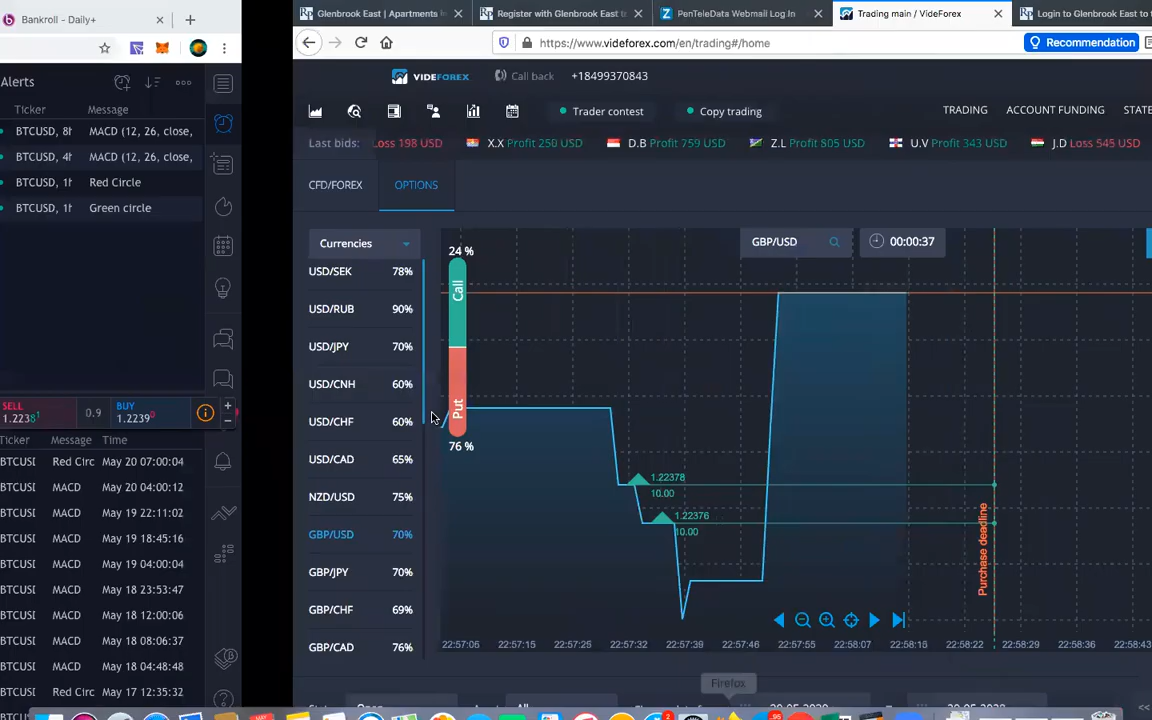 Bankroll - Daily+
Alerts
Ticker Message
BTCUSD, 8h MACD (12, 26, close,
BTCUSD, 4h MACD (12, 26, close,
BTCUSD, 1h Red Circle
BTCUSD, 1h Green circle
SELL
1.2238¹
0.9
BUY
1.2239⁰
Ticker Message Time
BTCUSI Red Circ May 20 07:00:04
BTCUSI MACD May 20 04:00:12
BTCUSI MACD May 19 22:11:02
BTCUSI MACD May 19 18:45:16
BTCUSI MACD May 19 04:00:04
BTCUSI MACD May 18 23:53:47
BTCUSI MACD May 18 12:00:06
BTCUSI MACD May 18 08:06:37
BTCUSI MACD May 18 04:48:48
BTCUSI Red Circ May 17 12:35:32
Glenbrook East | Apartments in
Register with Glenbrook East to
PenTeleData Webmail Log In
Trading main / VideForex
Login to Glenbrook East to
https://www.videforex.com/en/trading#/home
Recommendation
VIDEFOREX
Call back
+18499370843
Trader contest
Copy trading
TRADING
ACCOUNT FUNDING
STATE
Last bids: Loss 198 USD X.X Profit 250 USD D.B Profit 759 USD Z.L Profit 805 USD U.V Profit 343 USD J.D Loss 545 USD
CFD/FOREX
OPTIONS
Currencies
USD/SEK 78%
USD/RUB 90%
USD/JPY 70%
USD/CNH 60%
USD/CHF 60%
USD/CAD 65%
NZD/USD 75%
GBP/USD 70%
GBP/JPY 70%
GBP/CHF 69%
GBP/CAD 76%
24 %
Call
Put
76 %
GBP/USD
00:00:37
1.22378
10.00
1.22376
10.00
Purchase deadline
22:57:06 22:57:15 22:57:25 22:57:32 22:57:39 22:57:46 22:57:55 22:58:07 22:58:15 22:58:22 22:58:29 22:58:36 22:58:43
Firefox